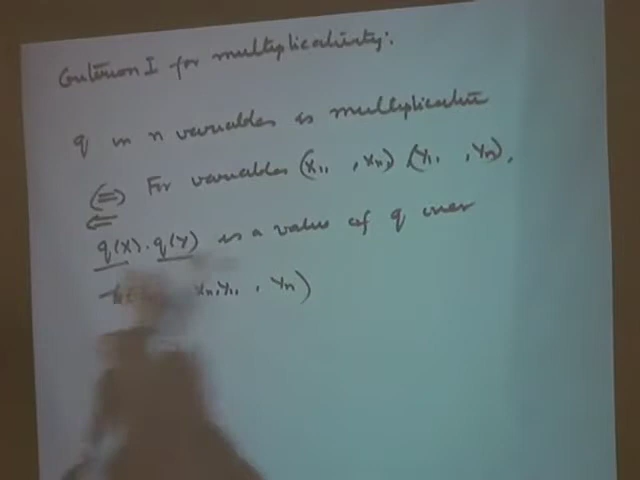 Criterion I for multiplicativity:
q in n variables is multiplicative
(⇔) For variables (x₁, , xₙ) (y₁, , yₙ),
⇐
q(x). q(y) is a value of q over
xₙ, y₁, , yₙ)